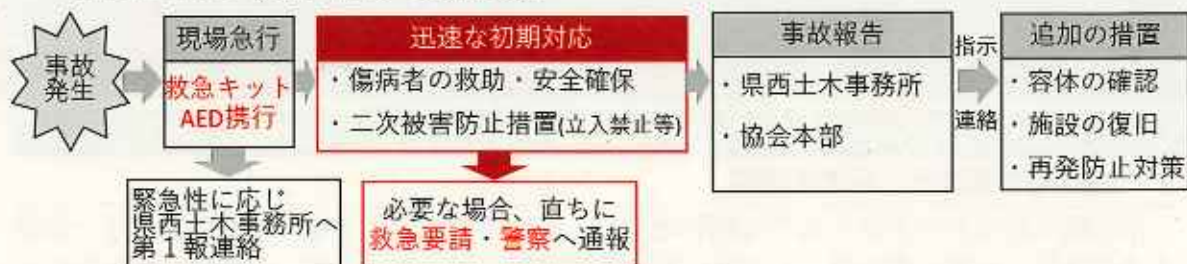 事故
発生
現場急行
救急キット
AED携行
緊急性に応じ
県西土木事務所へ
第１報連絡
迅速な初期対応
・傷病者の救助・安全確保
・二次被害防止措置(立入禁止等)
必要な場合、直ちに
救急要請・警察へ通報
事故報告
・県西土木事務所
・協会本部
指示
連絡
追加の措置
・容体の確認
・施設の復旧
・再発防止対策